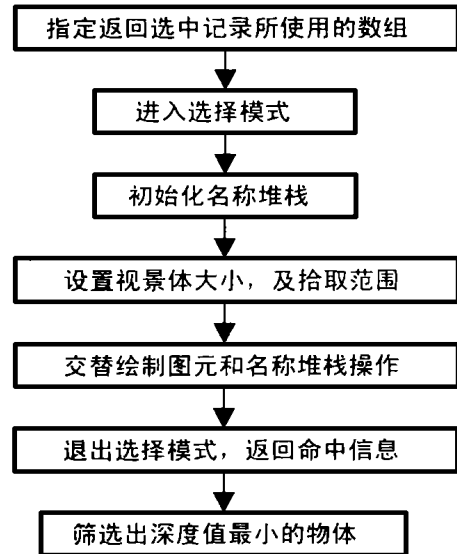 指定返回选中记录所使用的数组
进入选择模式
初始化名称堆栈
设置视景体大小，及拾取范围
交替绘制图元和名称堆栈操作
退出选择模式，返回命中信息
筛选出深度值最小的物体